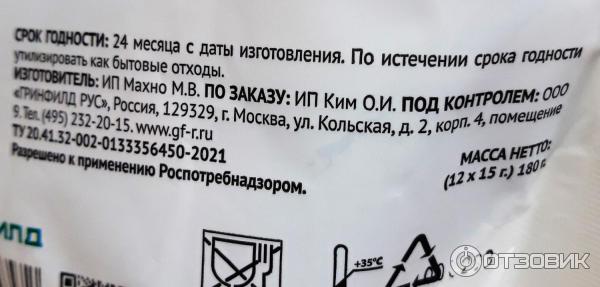 СРОК ГОДНОСТИ: 24 месяца с даты изготовления. По истечении срока годности
утилизировать как бытовые отходы.
ИЗГОТОВИТЕЛЬ: ИП Махно М.В. ПО ЗАКАЗУ: ИП Ким О.И. ПОД КОНТРОЛЕМ: ООО
«ГРИНФИЛД РУС», Россия, 129329, г. Москва, ул. Кольская, д. 2, корп. 4, помещение
9. Тел. (495) 232-20-15. www.gf-r.ru
ТУ 20.41.32-002-0133356450-2021
Разрешено к применению Роспотребнадзором.
МАССА НЕТТО:
(12 х 15 г.) 180 г.
+35°C
ОТЗОВИК